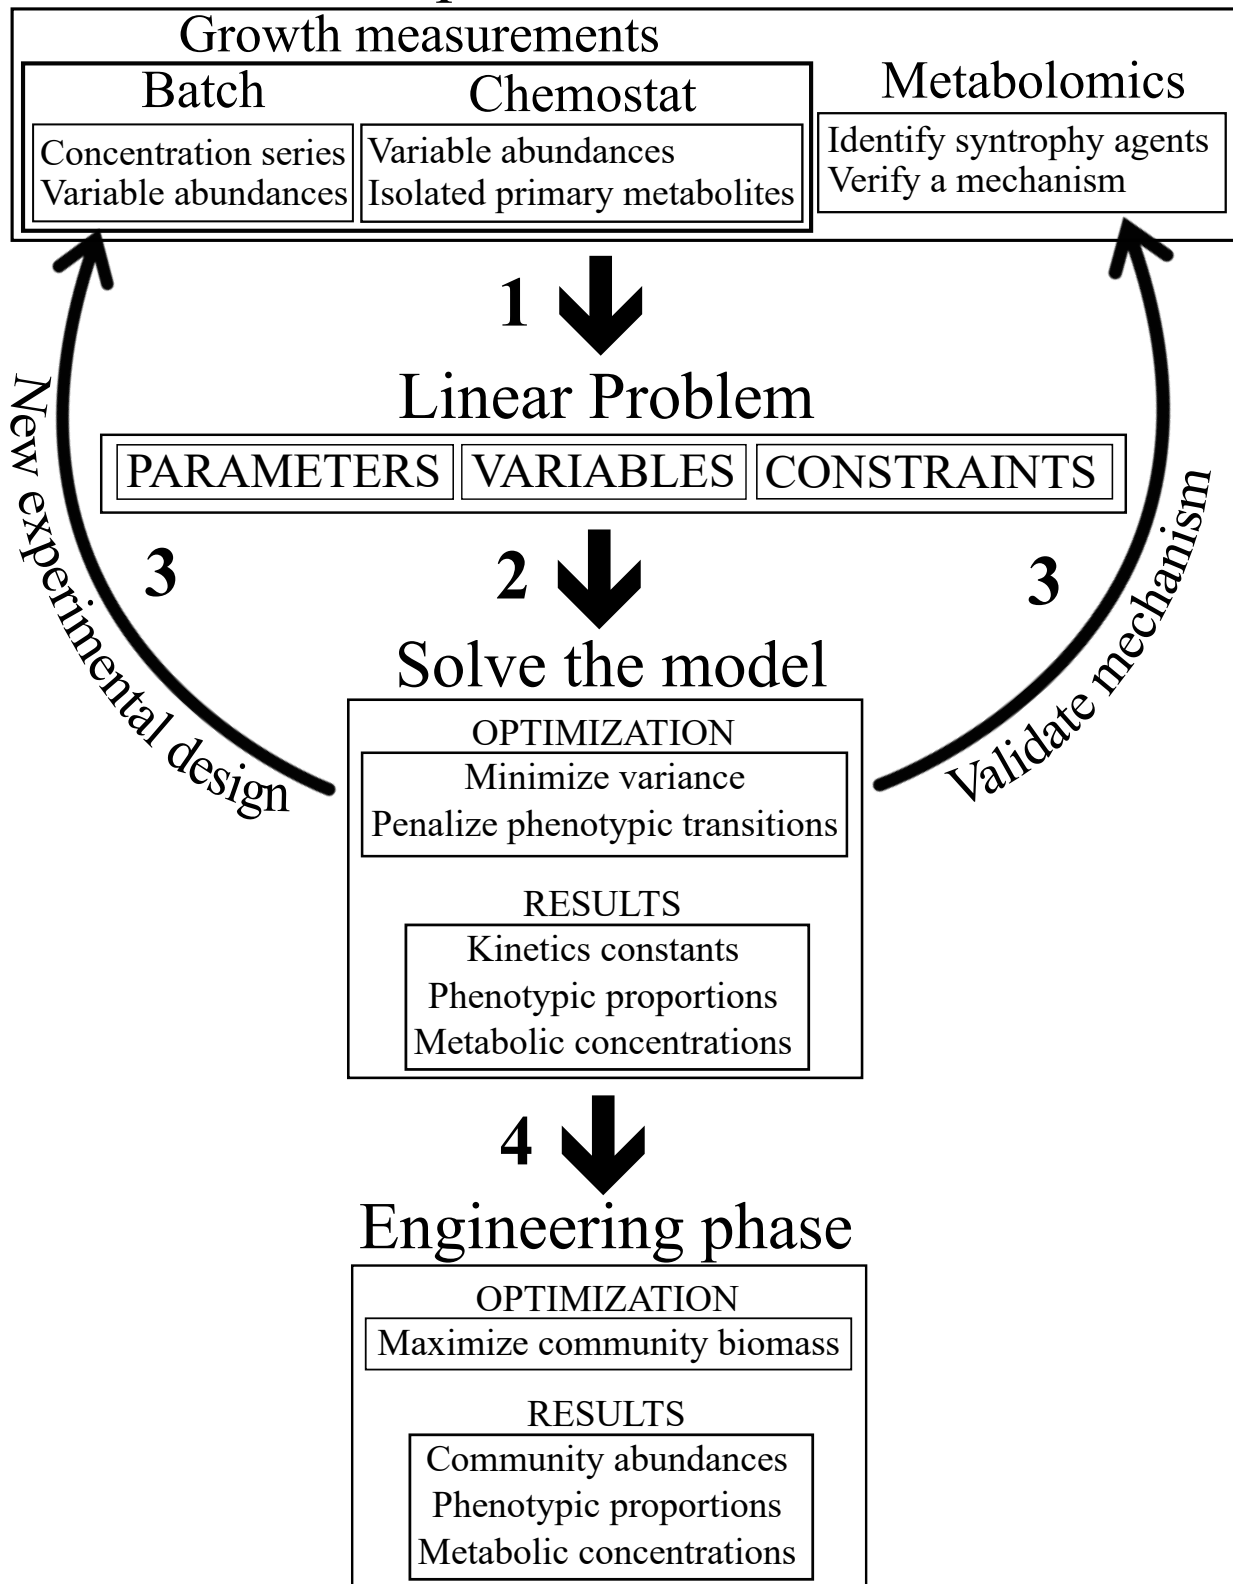 Growth measurements
Batch
Chemostat
Metabolomics
Concentration series
Variable abundances
Variable abundances
Isolated primary metabolites
Identify syntrophy agents
Verify a mechanism
1
Linear Problem
PARAMETERS
VARIABLES
CONSTRAINTS
New experimental design
3
2
3
Validate mechanism
Solve the model
OPTIMIZATION
Minimize variance
Penalize phenotypic transitions
RESULTS
Kinetics constants
Phenotypic proportions
Metabolic concentrations
4
Engineering phase
OPTIMIZATION
Maximize community biomass
RESULTS
Community abundances
Phenotypic proportions
Metabolic concentrations